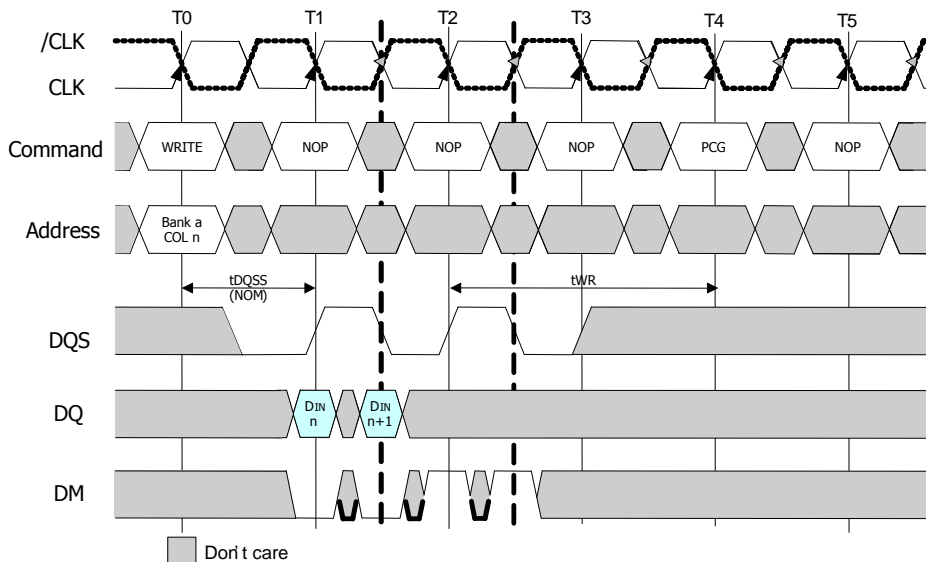 T0 T1 T2 T3 T4 T5
/CLK
CLK
Command WRITE NOP NOP NOP PCG NOP
Address Bank a
COL n
tDQSS
(NOM)
tWR
DQS
DQ DIN
n
DIN
n+1
DM
Don't care